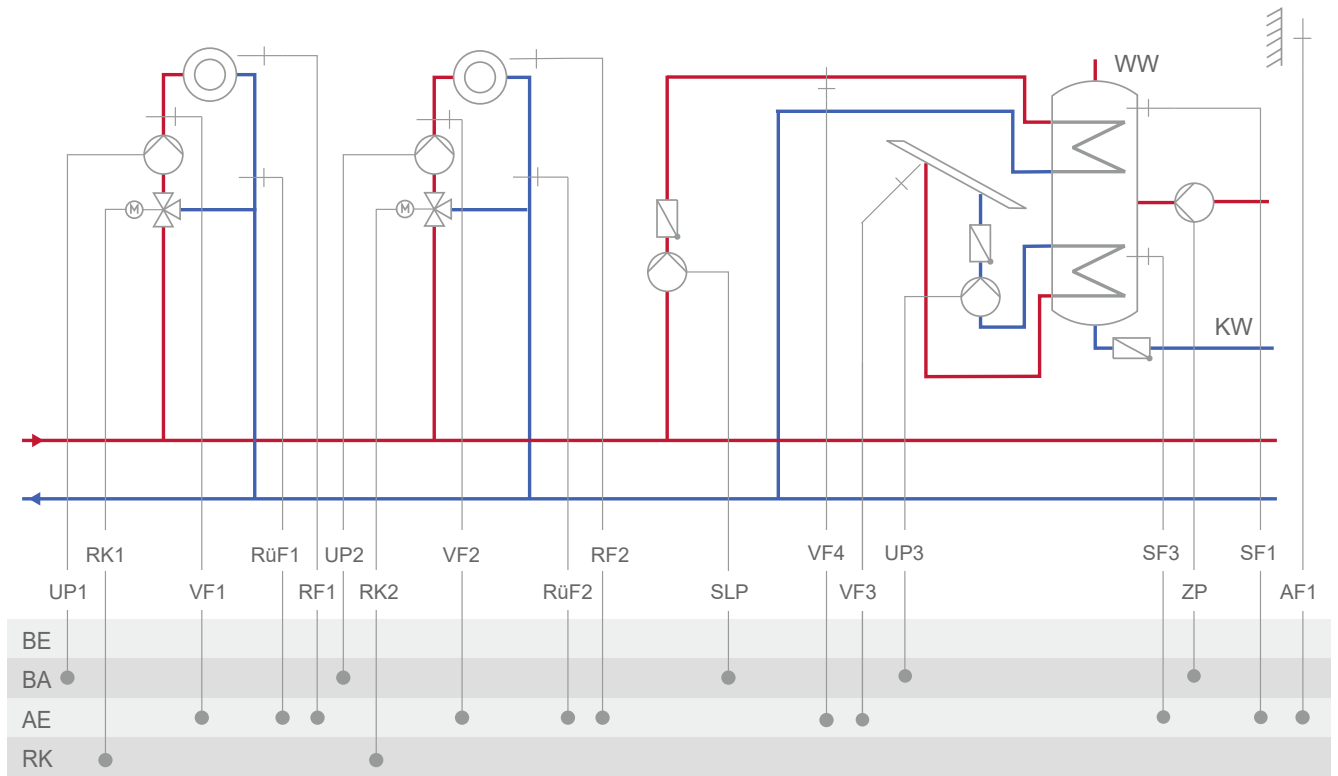 WW
M
M
KW
RK1
RüF1
UP2
VF2
RF2
VF4
UP3
SF3
SF1
UP1
VF1
RF1
RK2
RüF2
SLP
VF3
ZP
AF1
BE
BA
AE
RK